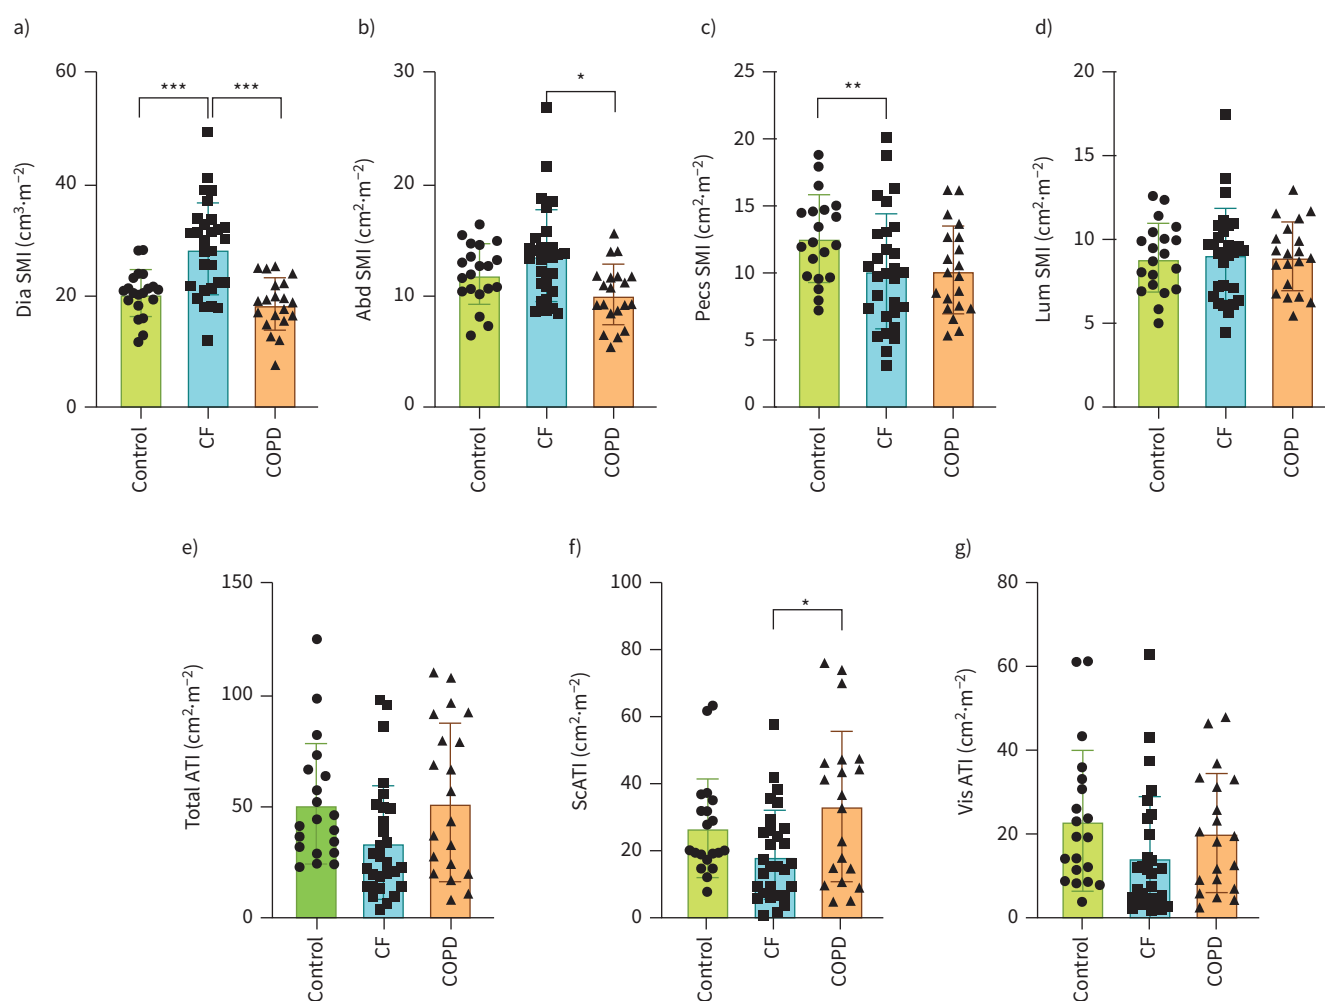 a)
60
40
20
0
Dia SMI (cm³·m⁻²)
***
***
Control
CF
COPD
b)
30
20
10
0
Abd SMI (cm²·m⁻²)
*
Control
CF
COPD
c)
25
20
15
10
5
0
Pecs SMI (cm²·m⁻²)
**
Control
CF
COPD
d)
20
15
10
5
0
Lum SMI (cm²·m⁻²)
Control
CF
COPD
e)
150
100
50
0
Total ATI (cm²·m⁻²)
Control
CF
COPD
f)
100
80
60
40
20
0
ScATI (cm²·m⁻²)
*
Control
CF
COPD
g)
80
60
40
20
0
Vis ATI (cm²·m⁻²)
Control
CF
COPD